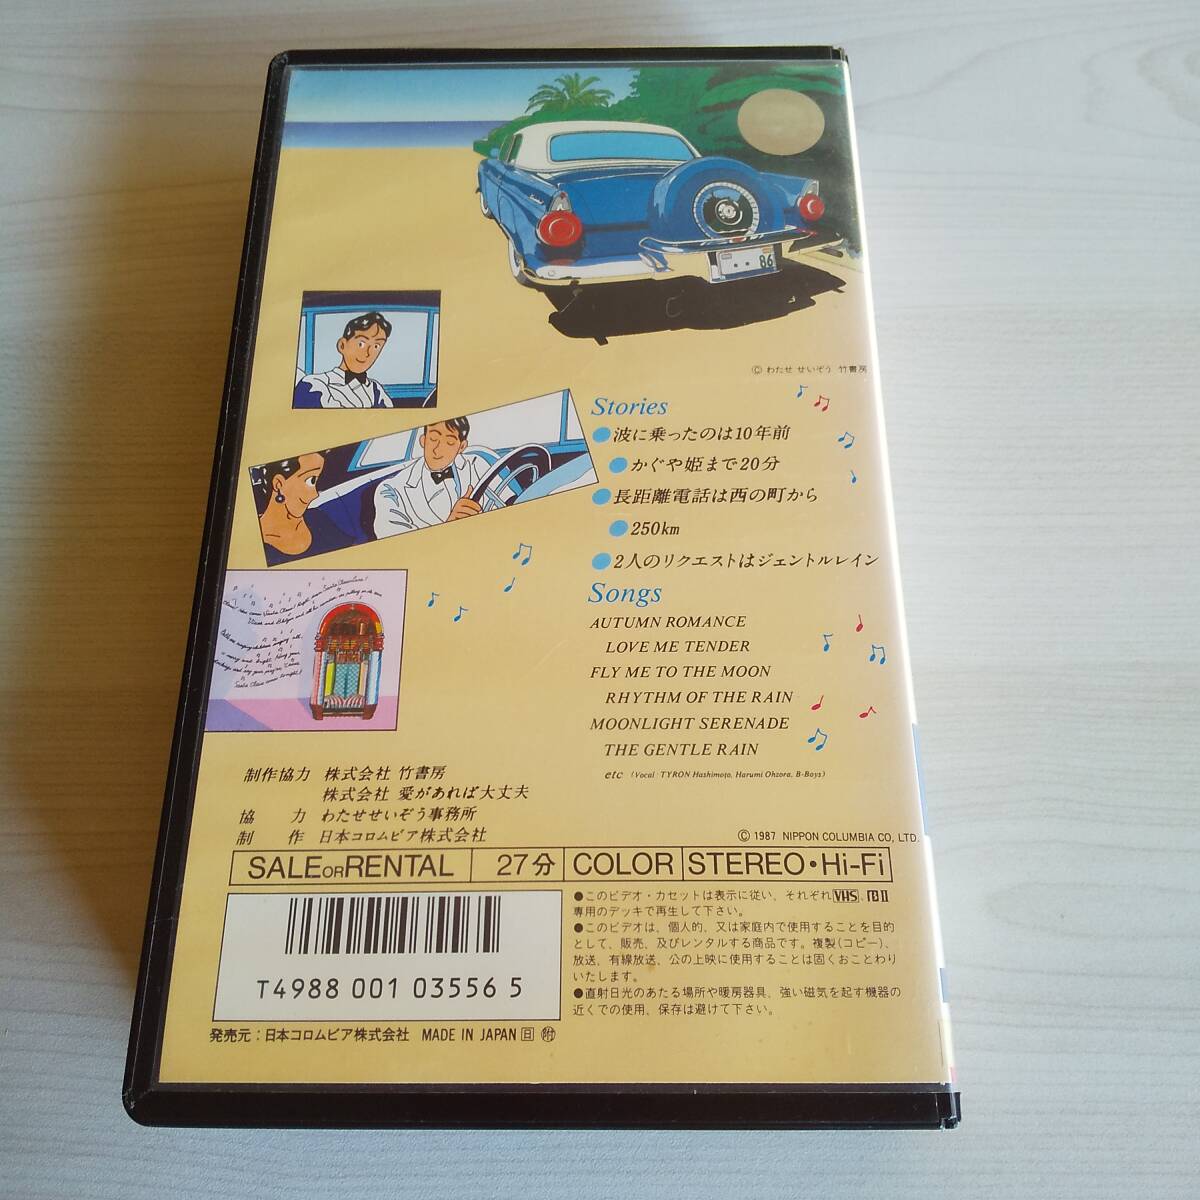 86
© わたせ せいぞう 竹書房
Stories
●波に乗ったのは10年前
●かぐや姫まで20分
●長距離電話は西の町から
●250km
●2人のリクエストはジェントルレイン
Songs
AUTUMN ROMANCE
LOVE ME TENDER
FLY ME TO THE MOON
RHYTHM OF THE RAIN
MOONLIGHT SERENADE
THE GENTLE RAIN
etc (Vocal: TYRON Hashimoto, Harumi Ohzora, B-Boys)
制作協力 株式会社 竹書房
株式会社 愛があれば大丈夫
協 力 わたせせいぞう事務所
制 作 日本コロムビア株式会社
© 1987 NIPPON COLUMBIA CO, LTD.
SALE OR RENTAL 27分 COLOR STEREO・Hi-Fi
T4988 001 03556 5
●このビデオ・カセットは表示に従い、それぞれVHS、βII
専用のデッキで再生して下さい。
●このビデオは、個人的、又は家庭内で使用することを目的
として、販売、及びレンタルする商品です。複製(コピー)、
放送、有線放送、公の上映に使用することは固くおことわり
いたします。
●直射日光のあたる場所や暖房器具、強い磁気を起す機器の
近くでの使用、保存は避けて下さい。
発売元:日本コロムビア株式会社 MADE IN JAPAN 日 附